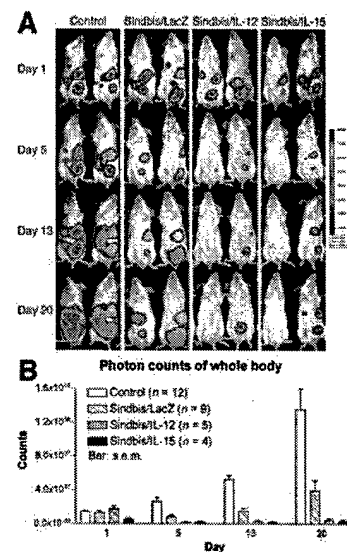 A
Control Sindbis/LacZ Sindbis/IL-12 Sindbis/IL-15
Day 1
Day 5
Day 13
Day 20
B
Photon counts of whole body
Counts
Control (n = 12)
Sindbis/LacZ (n = 9)
Sindbis/IL-12 (n = 5)
Sindbis/IL-15 (n = 4)
Bar: s.e.m.
1 5 13 20
Day